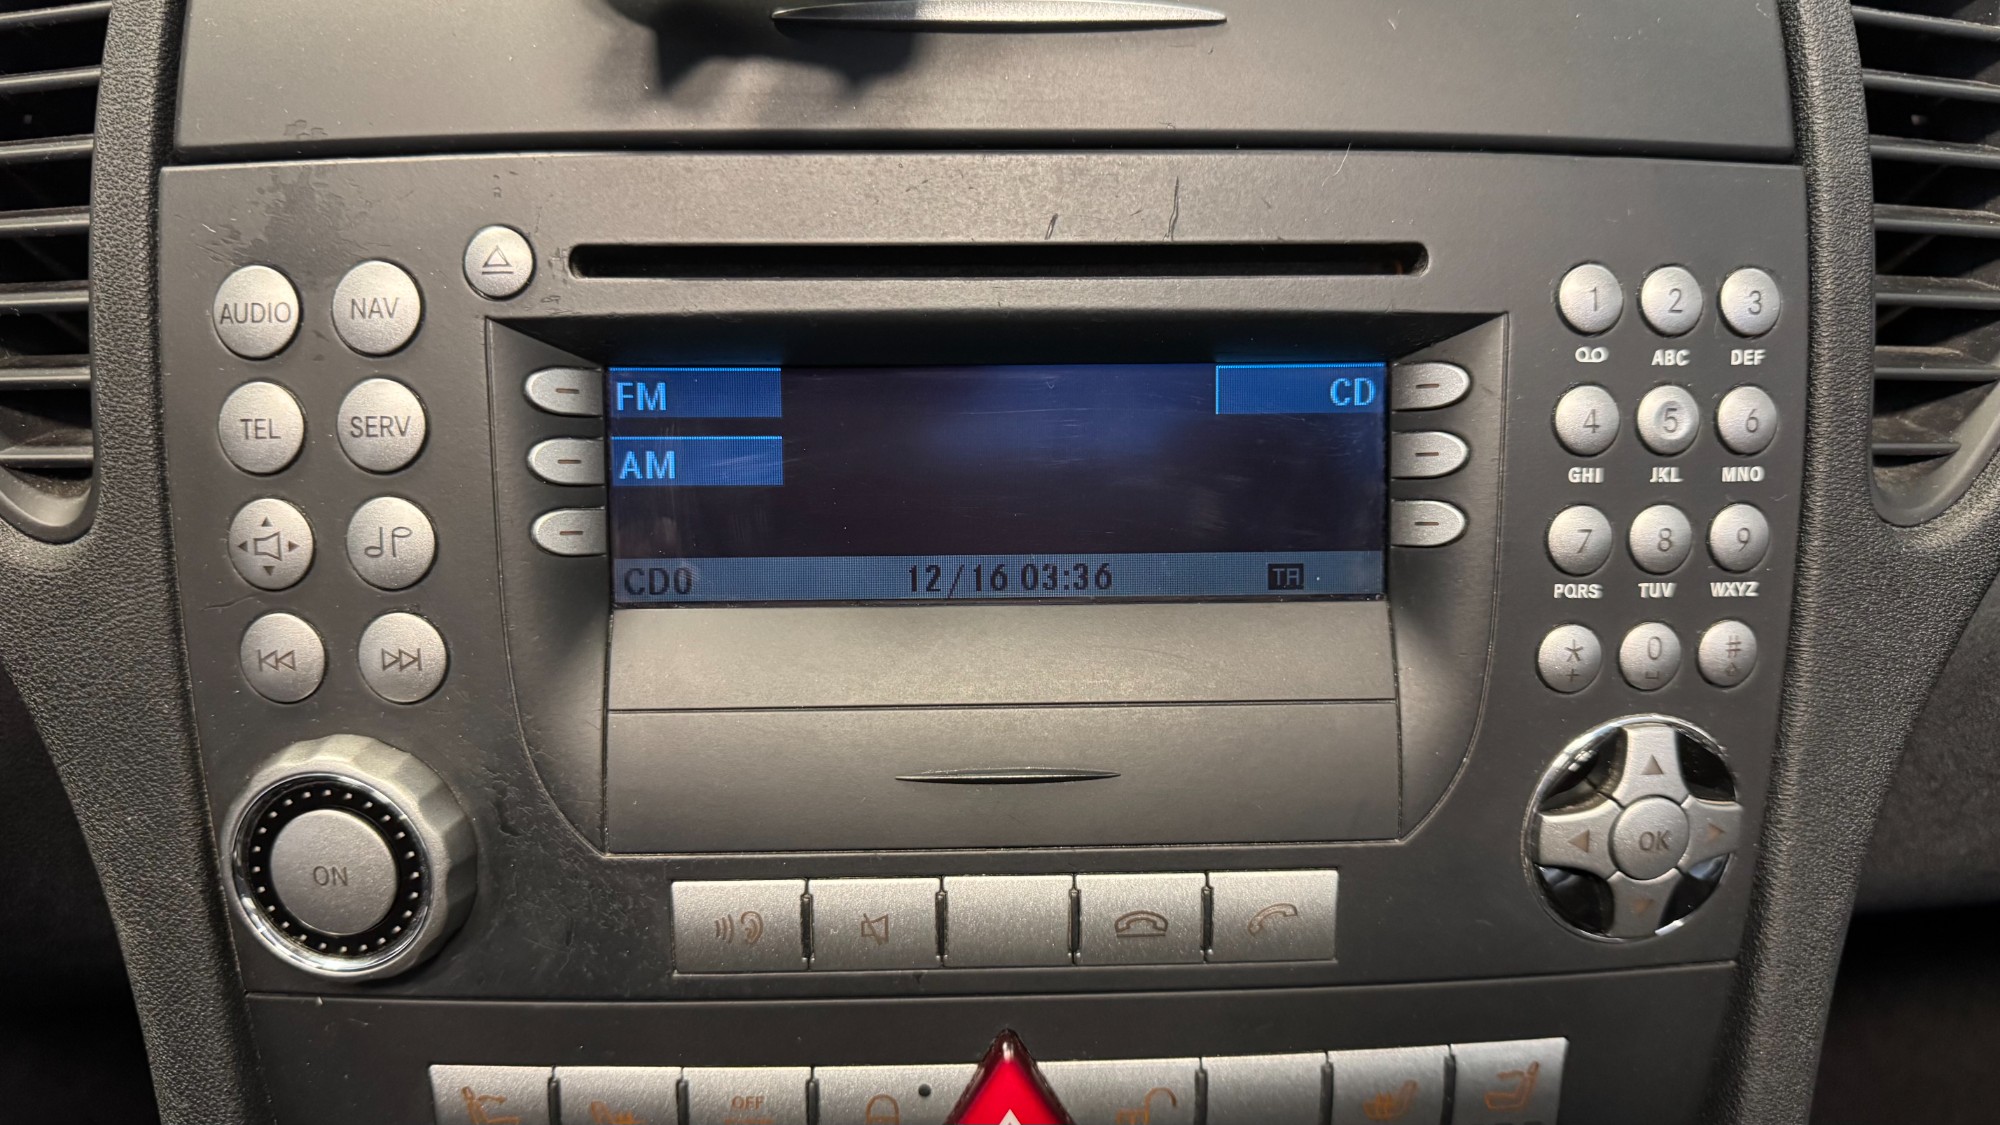 AUDIO NAV
TEL SERV
ON
FM CD
AM
CD0 12/16 03:36 TA
1 2 3
ABC DEF
4 5 6
GHI JKL MNO
7 8 9
PQRS TUV WXYZ
* 0 #
+
OK
OFF